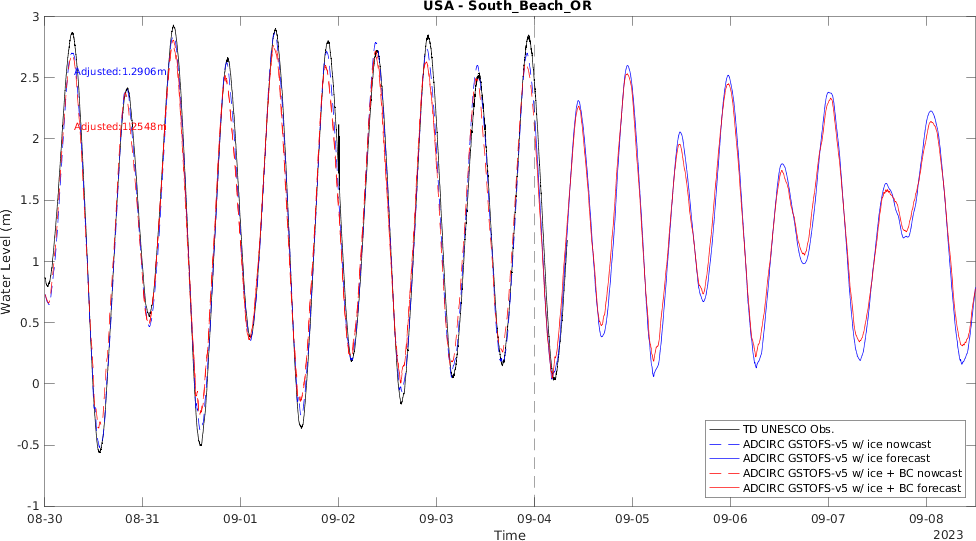 USA - South_Beach_OR
3
2.5
2
1.5
1
0.5
0
-0.5
-1
Water Level (m)
Adjusted:1.2906m
Adjusted:1.2548m
TD UNESCO Obs.
ADCIRC GSTOFS-v5 w/ ice nowcast
ADCIRC GSTOFS-v5 w/ ice forecast
ADCIRC GSTOFS-v5 w/ ice + BC nowcast
ADCIRC GSTOFS-v5 w/ ice + BC forecast
08-30 08-31 09-01 09-02 09-03 09-04 09-05 09-06 09-07 09-08
Time
2023